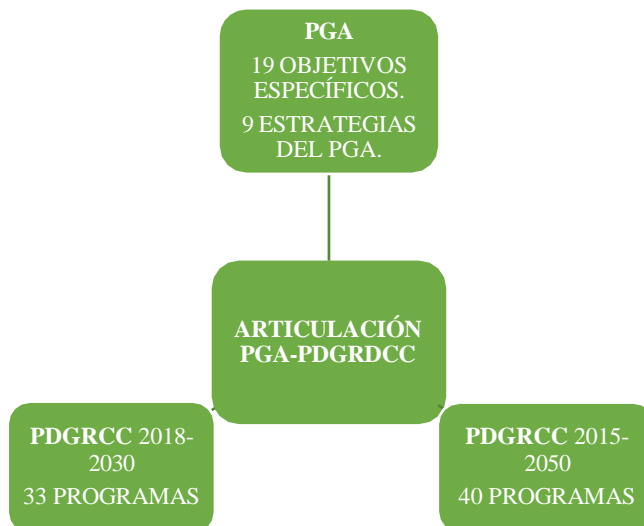 PGA
19 OBJETIVOS
ESPECÍFICOS.
9 ESTRATEGIAS
DEL PGA.
ARTICULACIÓN
PGA-PDGRDCC
PDGRCC 2018-
2030
33 PROGRAMAS
PDGRCC 2015-
2050
40 PROGRAMAS